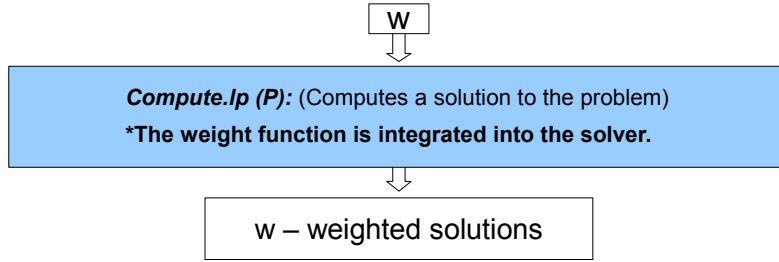 w
Compute.lp (P): (Computes a solution to the problem)
*The weight function is integrated into the solver.
w – weighted solutions